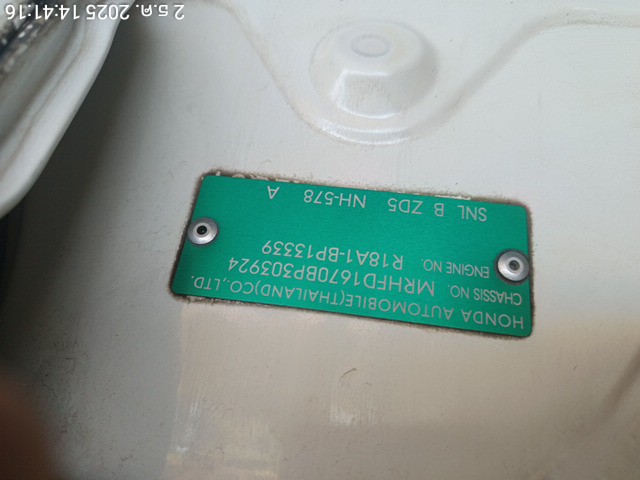 HONDA AUTOMOBILE(THAILAND)CO.,LTD.
CHASSIS NO. MRHFD1670BP303924
ENGINE NO. R18A1-BP13339
SNL B ZD5 NH-578 A
2 ธ.ค. 2025 14:41:16